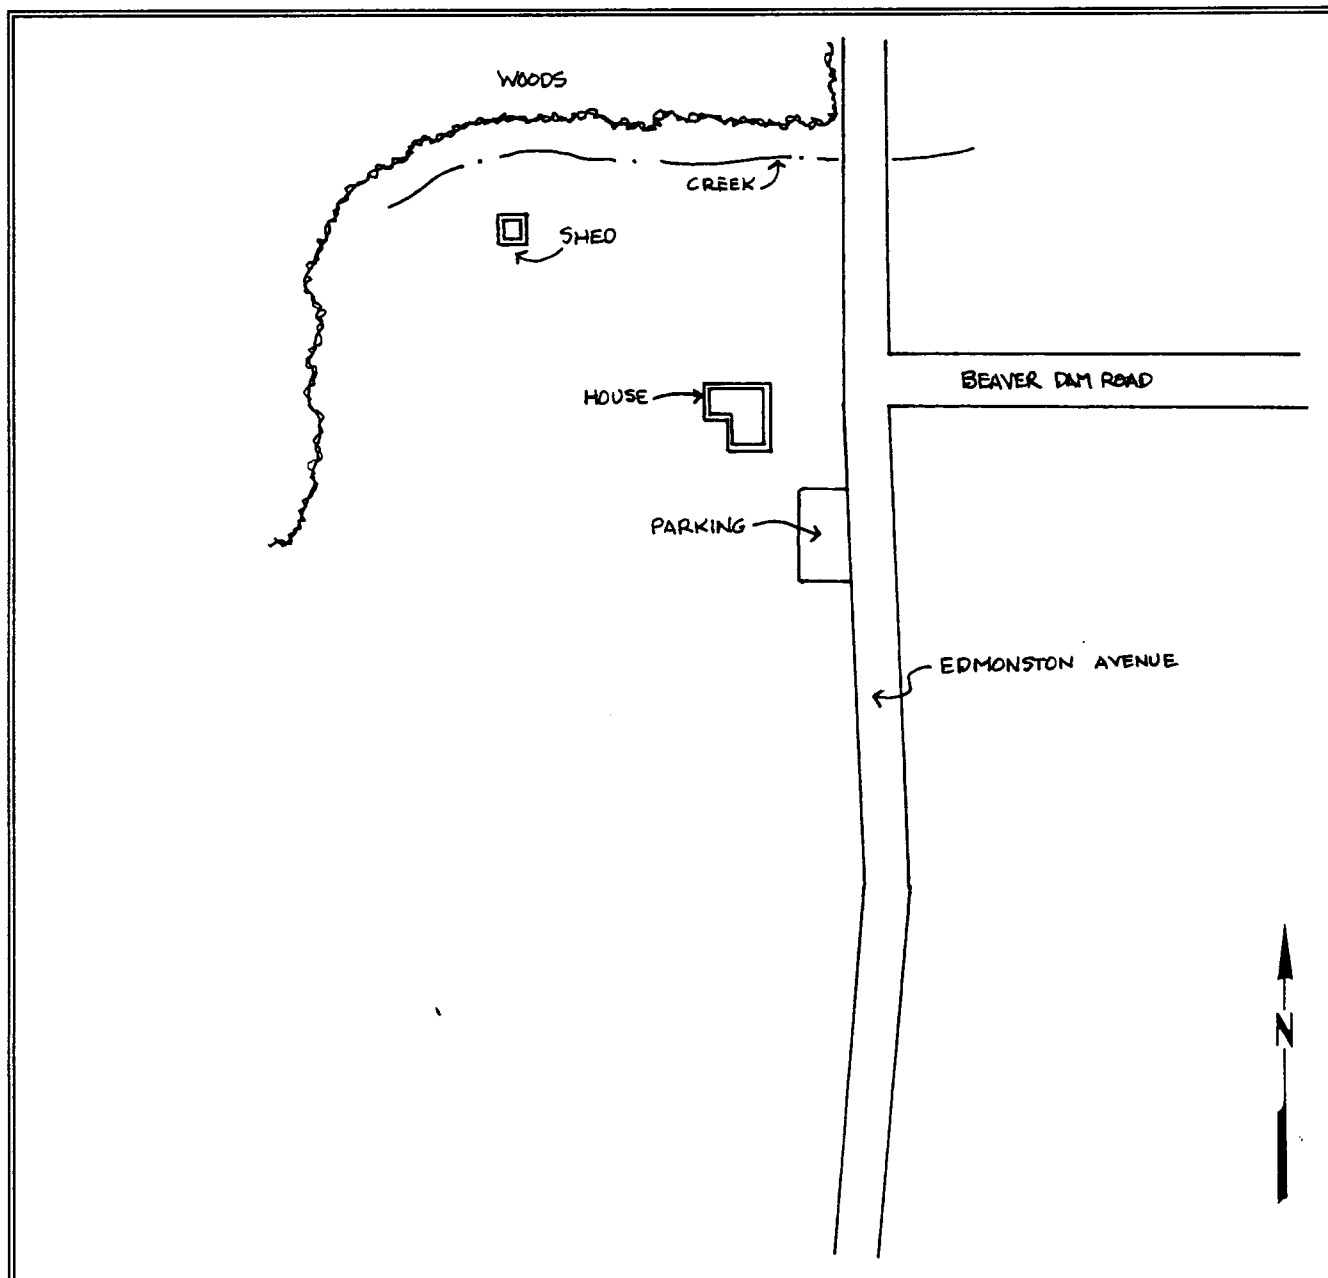 WOODS
CREEK
SHED
HOUSE
BEAVER DAM ROAD
PARKING
EDMONSTON AVENUE
N